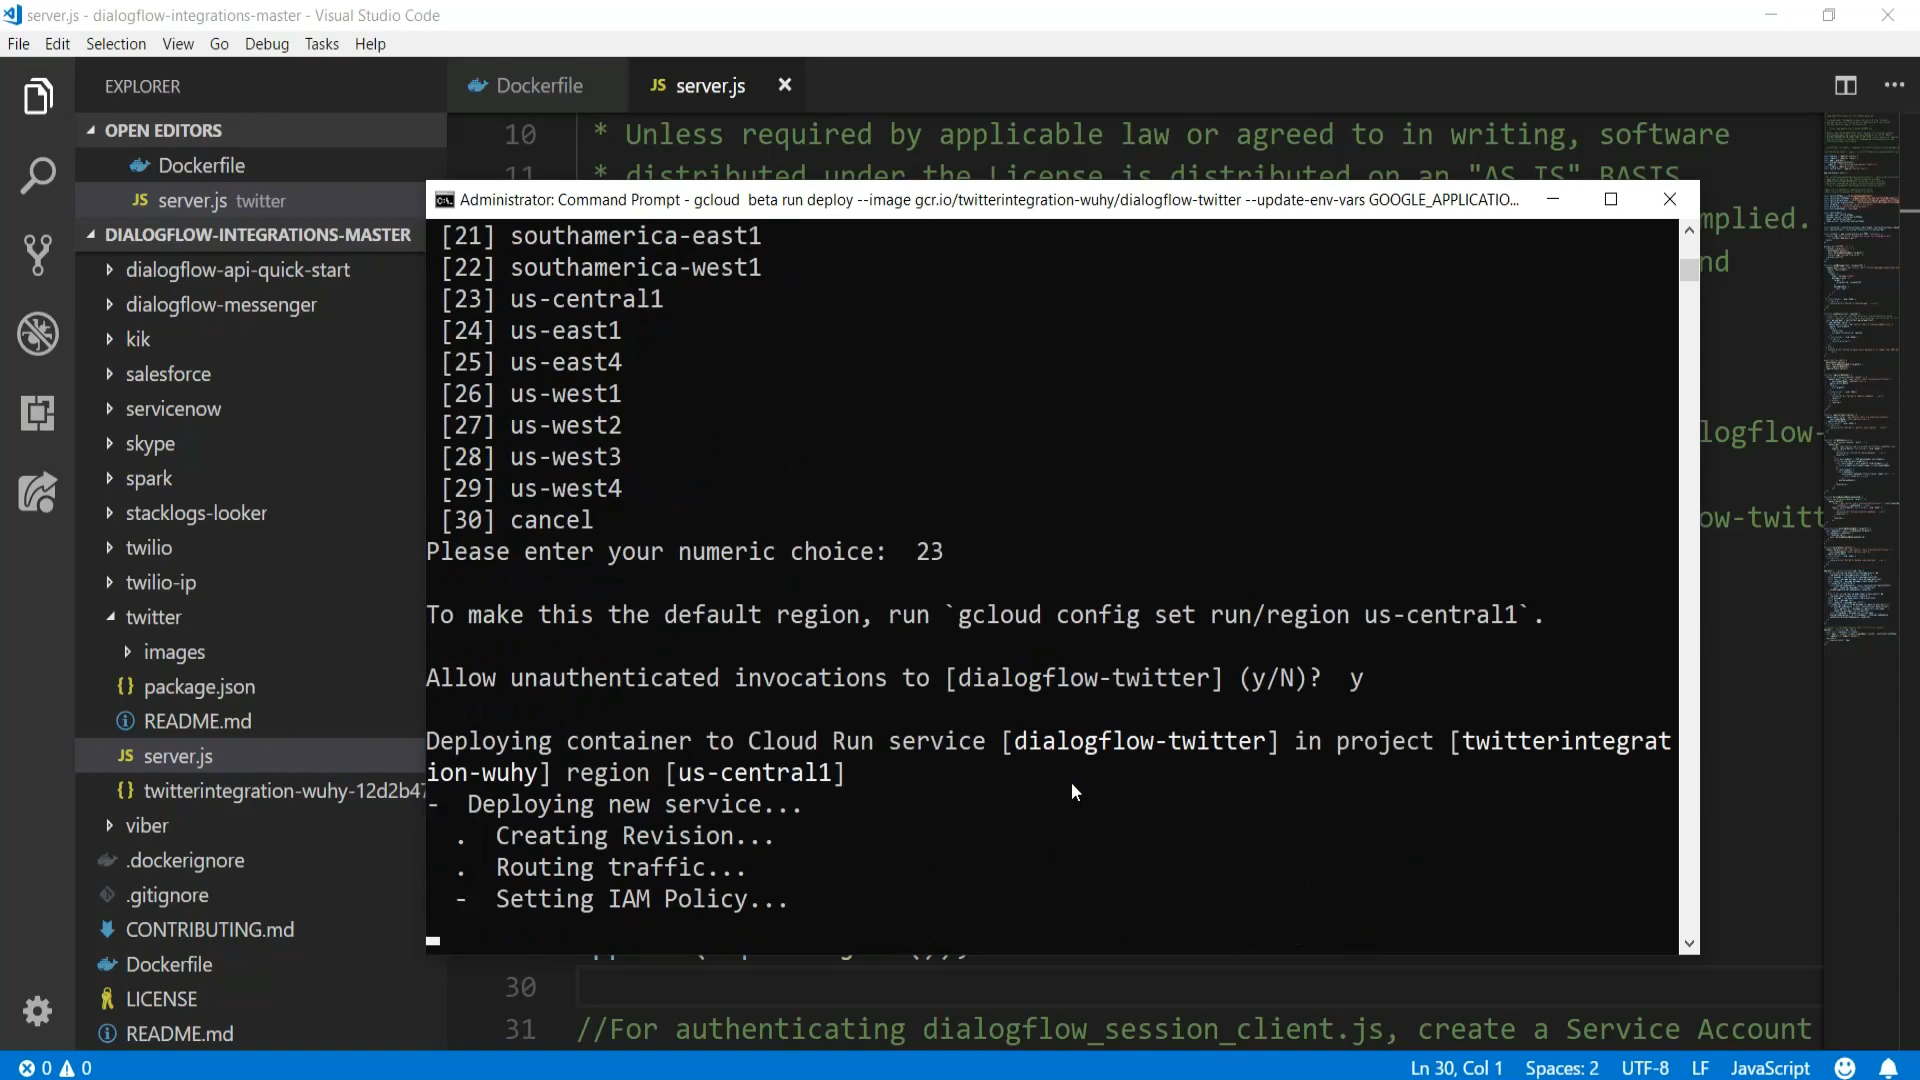 server.js - dialogflow-integrations-master - Visual Studio Code
File Edit Selection View Go Debug Tasks Help
EXPLORER
OPEN EDITORS
Dockerfile
JS server.js twitter
DIALOGFLOW-INTEGRATIONS-MASTER
dialogflow-api-quick-start
dialogflow-messenger
kik
salesforce
servicenow
skype
spark
stacklogs-looker
twilio
twilio-ip
twitter
images
{} package.json
README.md
JS server.js
{} twitterintegration-wuhy-12d2b47
viber
.dockerignore
.gitignore
CONTRIBUTING.md
Dockerfile
LICENSE
README.md
Dockerfile
JS server.js
10 * Unless required by applicable law or agreed to in writing, software
11 * distributed under the License is distributed on an "AS IS" BASIS
mplied.
nd
logflow-
ow-twitt
Administrator: Command Prompt - gcloud beta run deploy --image gcr.io/twitterintegration-wuhy/dialogflow-twitter --update-env-vars GOOGLE_APPLICATIO...
[21] southamerica-east1
[22] southamerica-west1
[23] us-central1
[24] us-east1
[25] us-east4
[26] us-west1
[27] us-west2
[28] us-west3
[29] us-west4
[30] cancel
Please enter your numeric choice: 23
To make this the default region, run `gcloud config set run/region us-central1`.
Allow unauthenticated invocations to [dialogflow-twitter] (y/N)? y
Deploying container to Cloud Run service [dialogflow-twitter] in project [twitterintegrat
ion-wuhy] region [us-central1]
- Deploying new service...
. Creating Revision...
. Routing traffic...
- Setting IAM Policy...
30
31 //For authenticating dialogflow_session_client.js, create a Service Account
0 0
Ln 30, Col 1 Spaces: 2 UTF-8 LF JavaScript